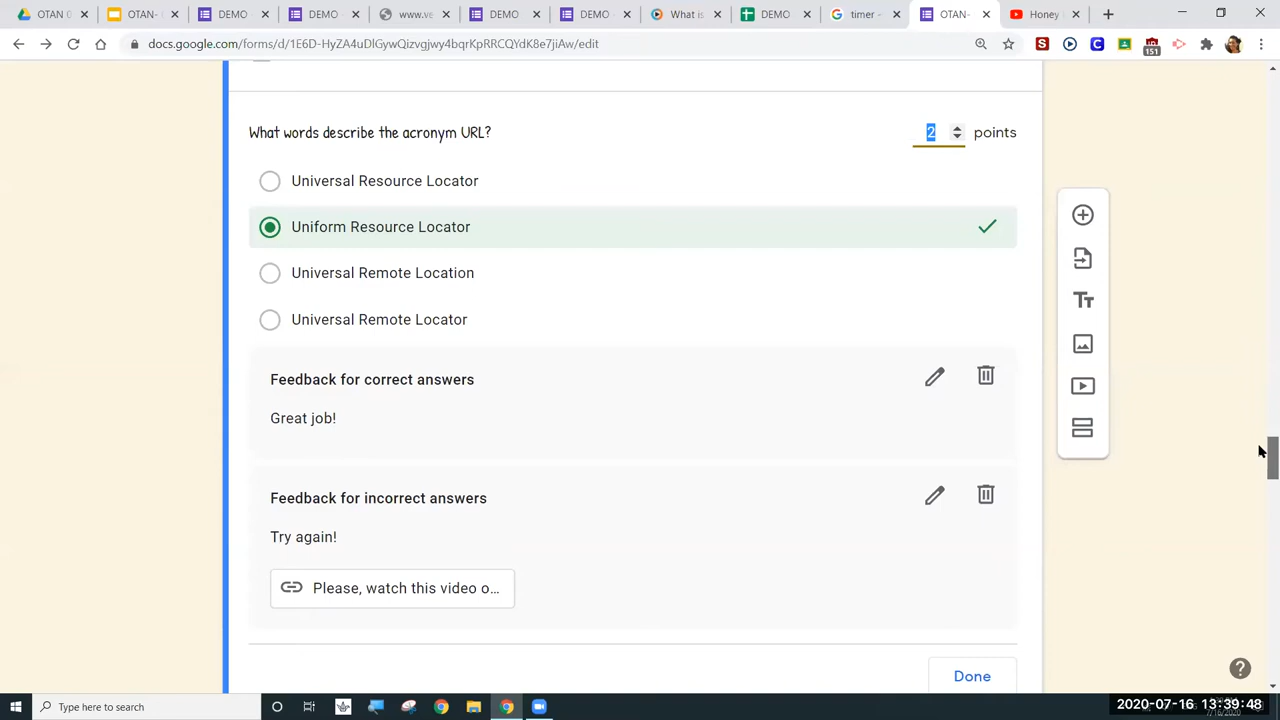 OTAN (
OTAN-
DEMO
DEMO
www.ve
DEMO
DEMO
What is
DEMO
timer -
OTAN-
Honey
docs.google.com/forms/d/1E6D-HyZA4uDlGywQizvgjwy4bqrKpRRCQYdK8e7jiAw/edit
151
What words describe the acronym URL?
2 points
Universal Resource Locator
Uniform Resource Locator
Universal Remote Location
Universal Remote Locator
Feedback for correct answers
Great job!
Feedback for incorrect answers
Try again!
Please, watch this video o...
Done
Type here to search
2020-07-16 13:39:48